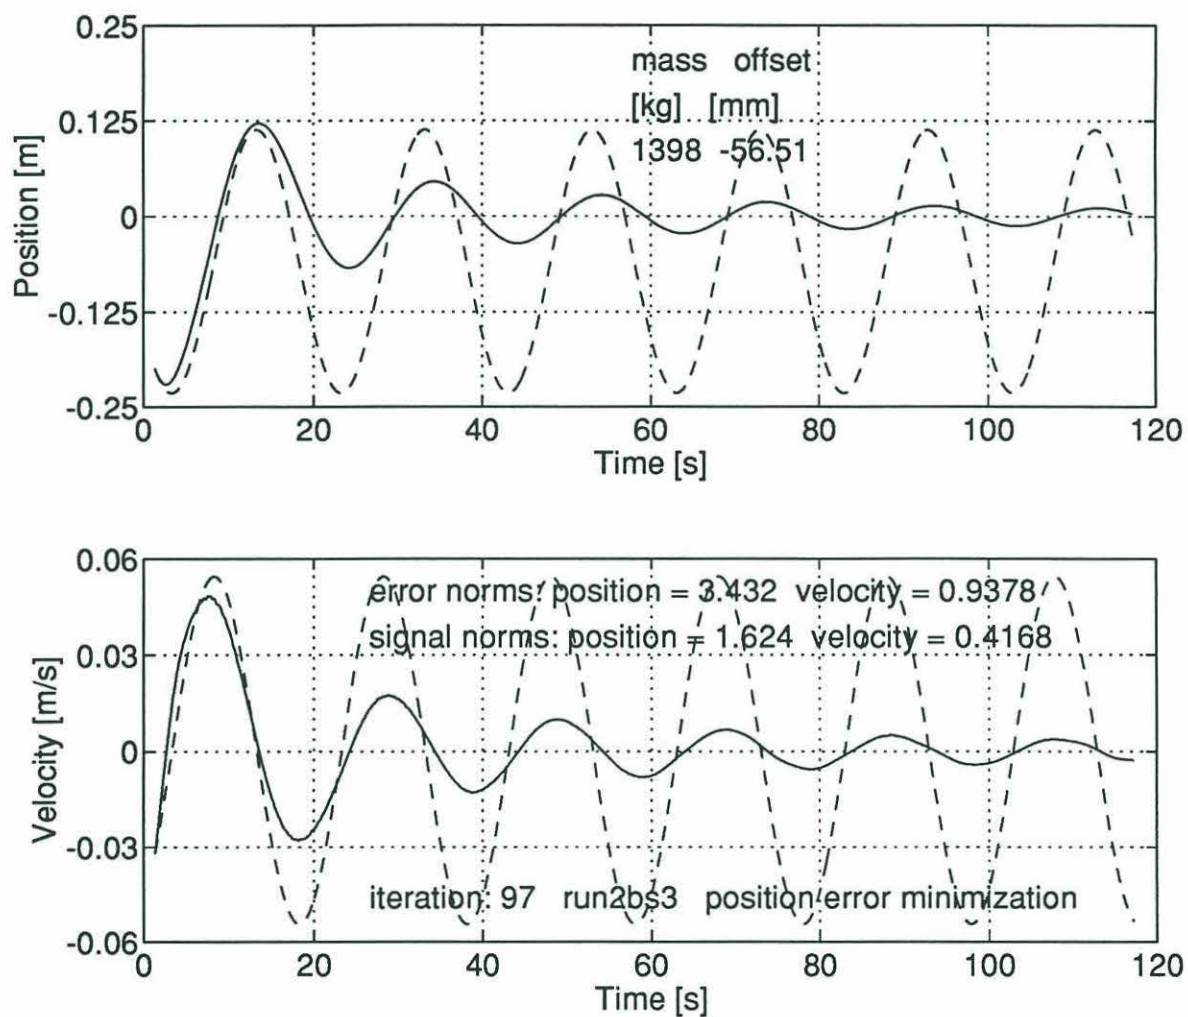 0.25
mass offset
[kg] [mm]
0.125
1398 -56.51
Position [m]
0
-0.125
-0.25
0 20 40 60 80 100 120
Time [s]
0.06
error norms: position = 3.432 velocity = 0.9378
signal norms: position = 1.624 velocity = 0.4168
0.03
Velocity [m/s]
0
-0.03
iteration: 97 run2bs3 position error minimization
-0.06
0 20 40 60 80 100 120
Time [s]